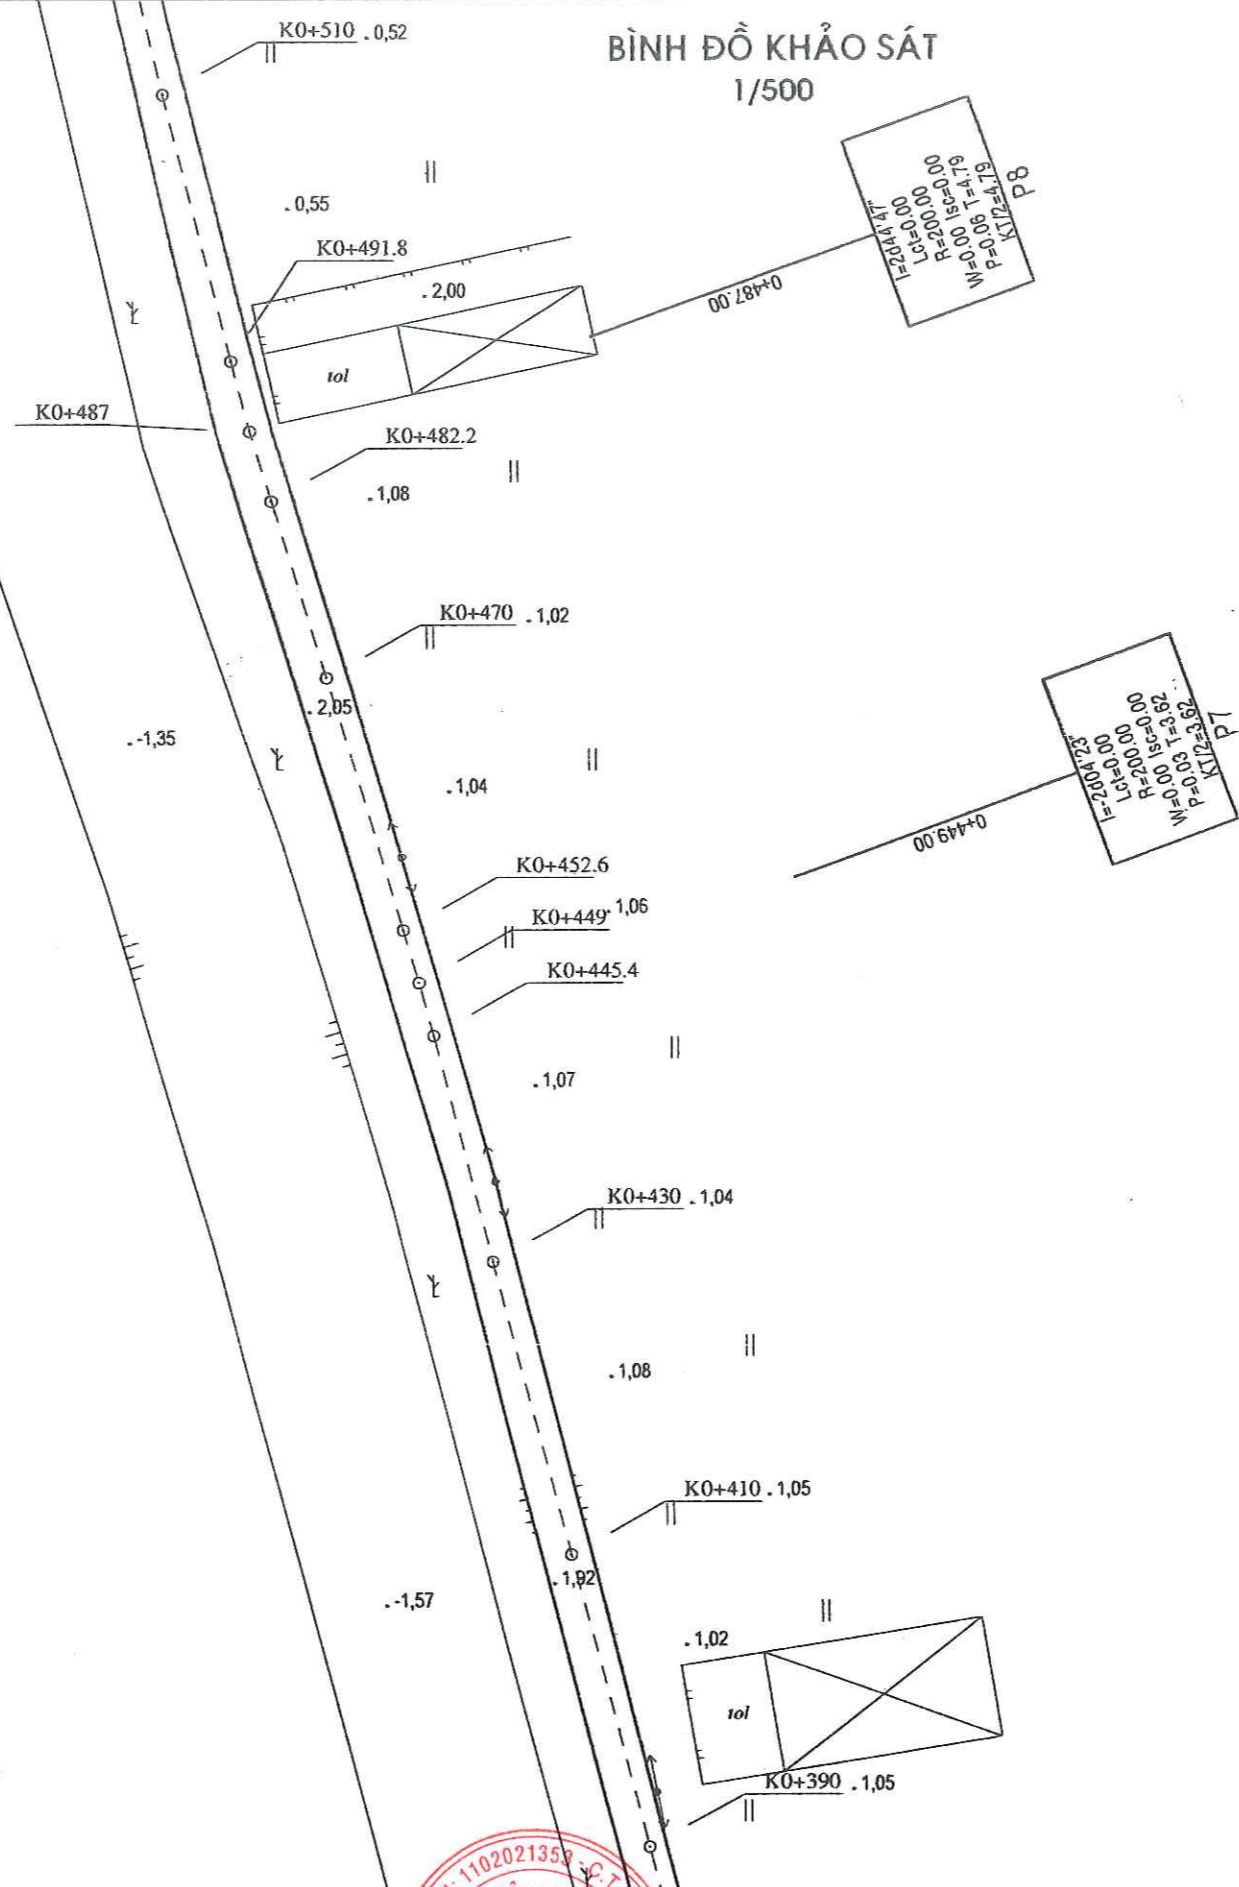 BÌNH ĐỒ KHẢO SÁT
1/500
K0+510 .0,52
.0,55
K0+491.8
.2,00
tol
K0+487
K0+482.2
.1,08
0+487.00
I=2d44'47"
Lct=0.00
R=200.00
W=0.00 Isc=0.00
P=0.06 T=4.79
KT/2=4.79
P8
K0+470 .1,02
.2,05
.-1,35
.1,04
K0+452.6
K0+449 .1,06
K0+445.4
0+449.00
I=-2d04'23"
Lct=0.00
R=200.00
W=0.00 Isc=0.00
P=0.03 T=3.62
KT/2=3.62
P7
.1,07
K0+430 .1,04
.1,08
K0+410 .1,05
.1,92
.-1,57
.1,02
tol
K0+390 .1,05
1102021353 -C.T